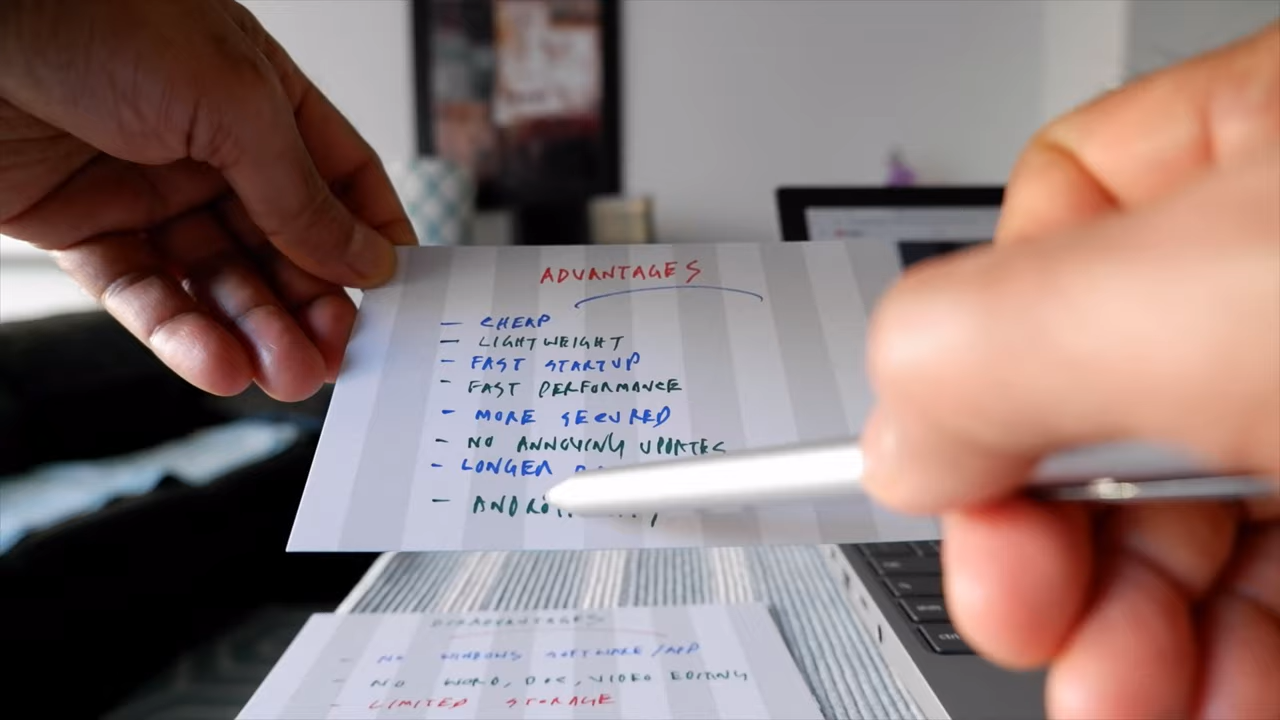 ADVANTAGES
- CHEAP
- LIGHTWEIGHT
- FAST STARTUP
- FAST PERFORMANCE
- MORE SECURED
- NO ANNOYING UPDATES
- LONGER
-
DISADVANTAGES
- NO WINDOWS SOFTWARE/APP
- NO WORD, DOC, VIDEO EDITING
- LIMITED STORAGE